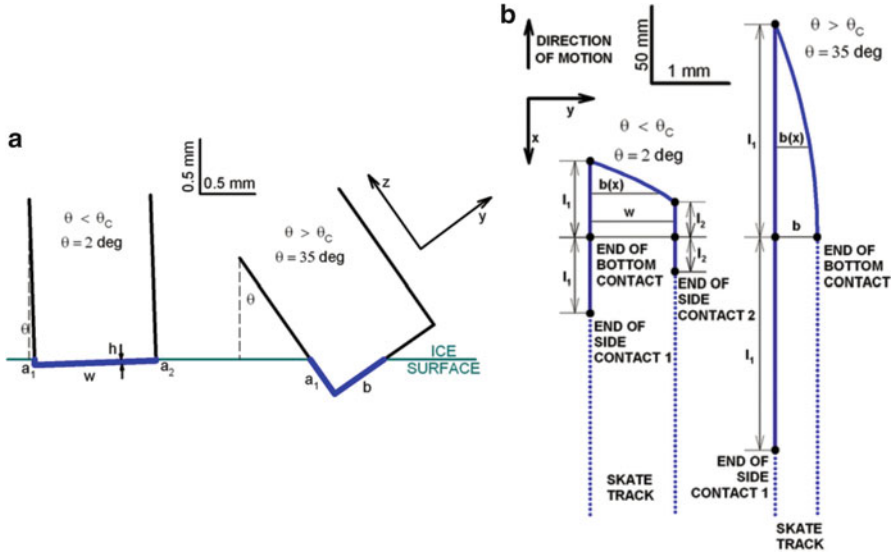 a
0.5 mm
0.5 mm
θ < θC
θ = 2 deg
θ > θC
θ = 35 deg
z
y
θ
θ
h
a1
w
a2
a1
b
ICE
SURFACE
b
DIRECTION
OF MOTION
50 mm
1 mm
y
x
θ < θC
θ = 2 deg
l1
b(x)
w
l2
l2
l1
END OF
BOTTOM
CONTACT
END OF
SIDE
CONTACT 2
END OF
SIDE
CONTACT 1
SKATE
TRACK
θ > θC
θ = 35 deg
l1
b(x)
b
END OF
BOTTOM
CONTACT
l1
END OF
SIDE
CONTACT 1
SKATE
TRACK